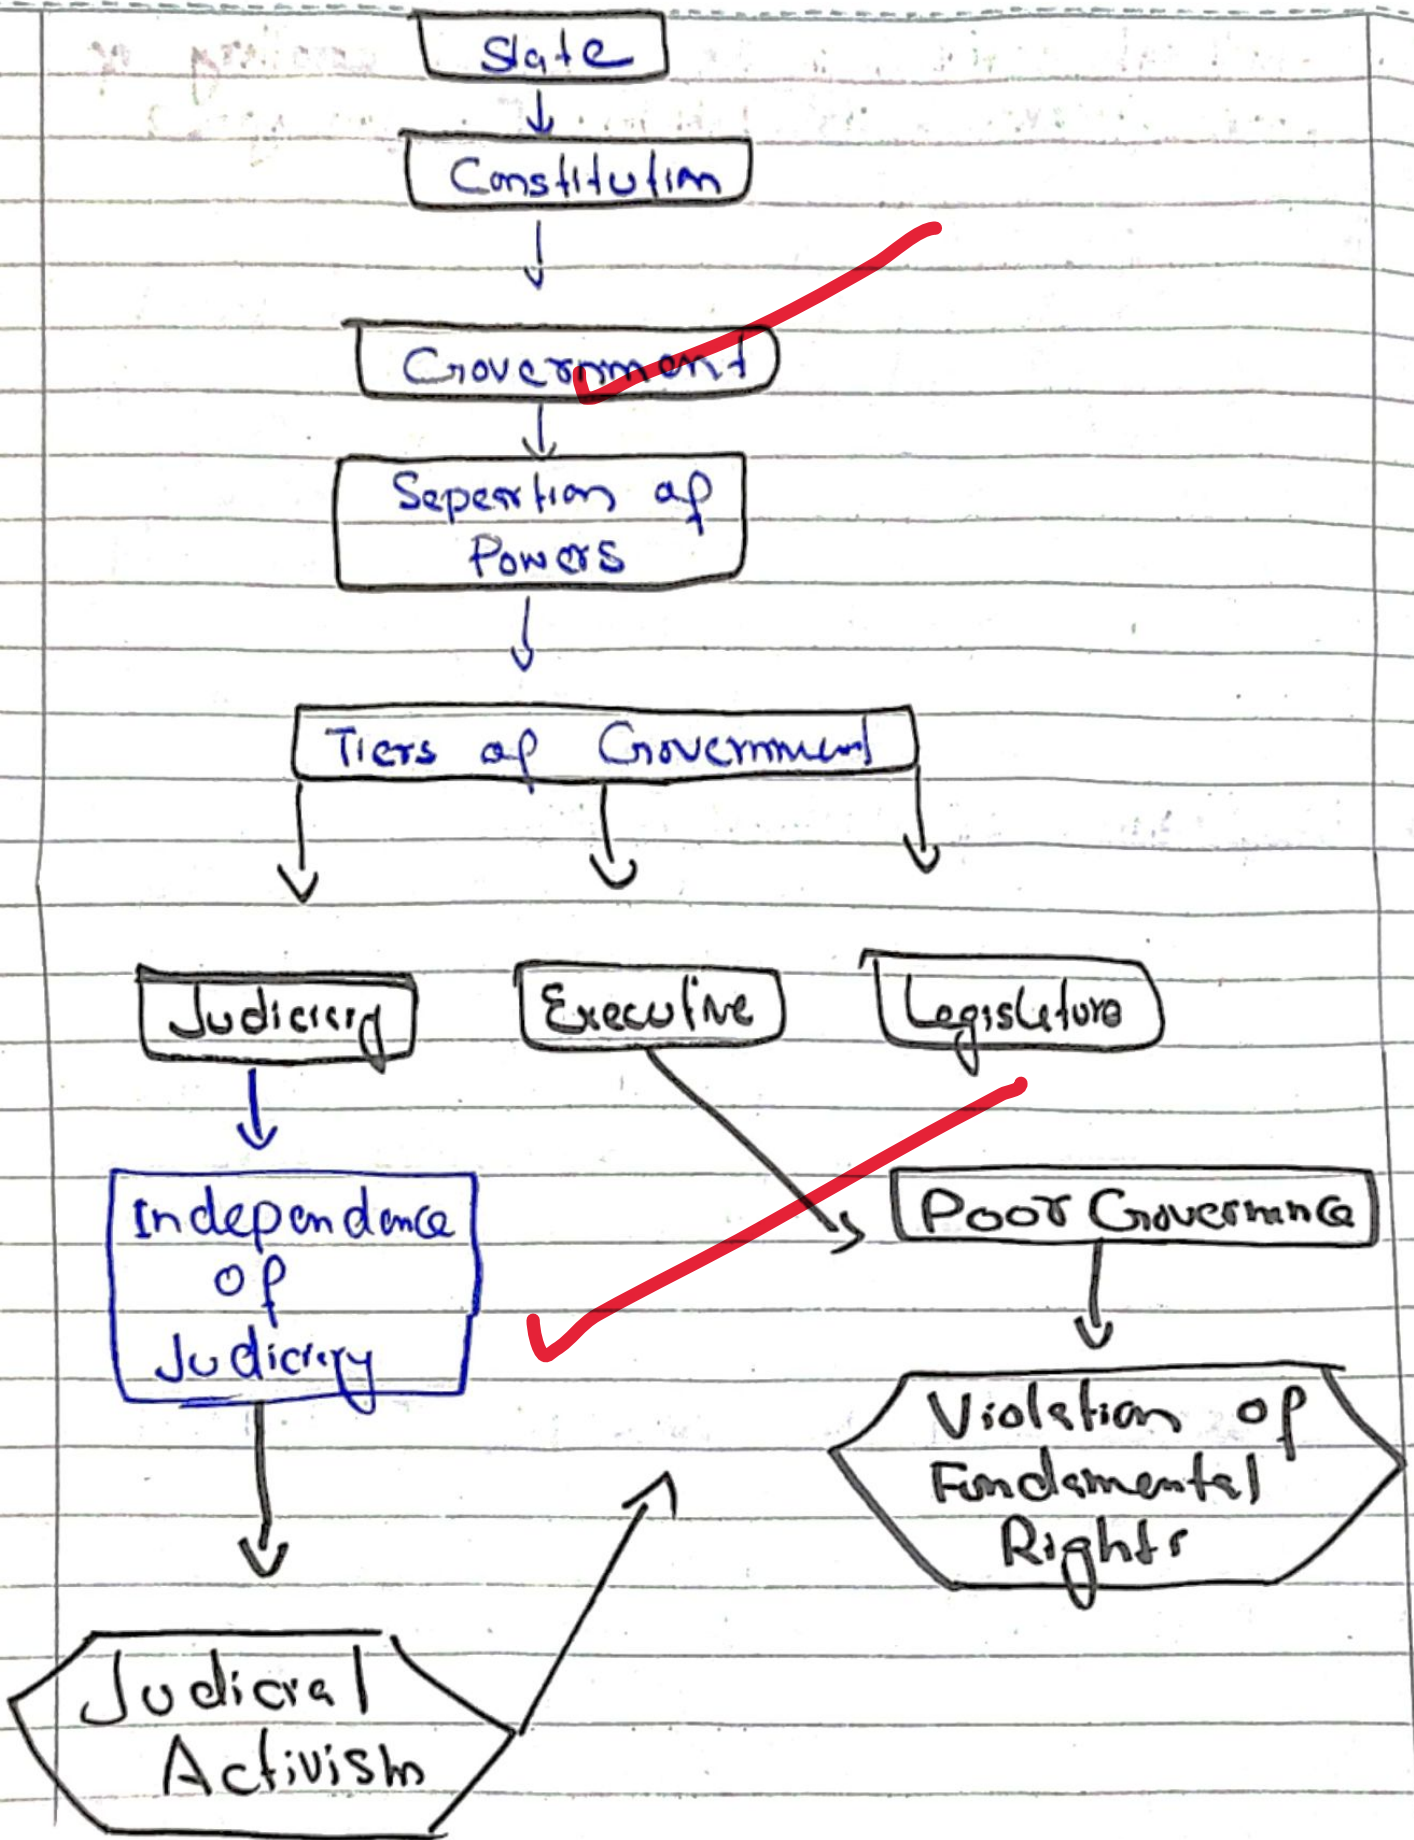 State
Constitution
Government
Sepertion of
Powers
Tiers of Government
Judiciary
Executive
Legislature
Independence
of
Judiciary
Poor Governance
Violation of
Fundamental
Rights
Judicial
Activism